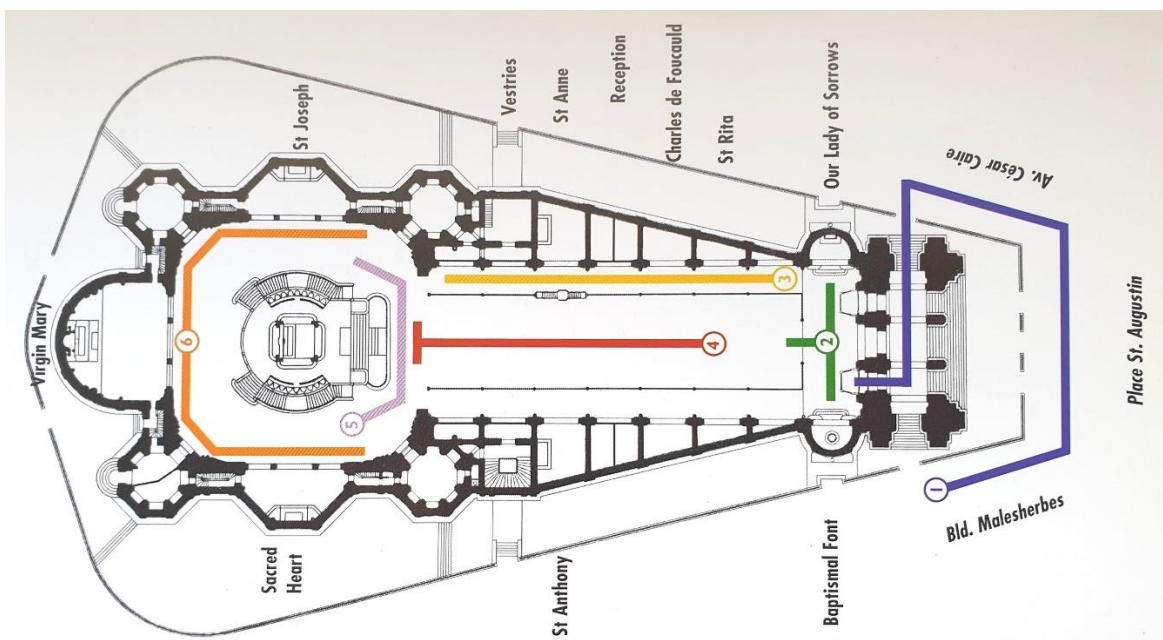 Virgin Mary
St Joseph
Vestries
St Anne
Reception
Charles de Foucauld
St Rita
Our Lady of Sorrows
Av. César Caire
Place St. Augustin
Bld. Malesherbes
Baptismal Font
St Anthony
Sacred
Heart
1
2
3
4
5
6